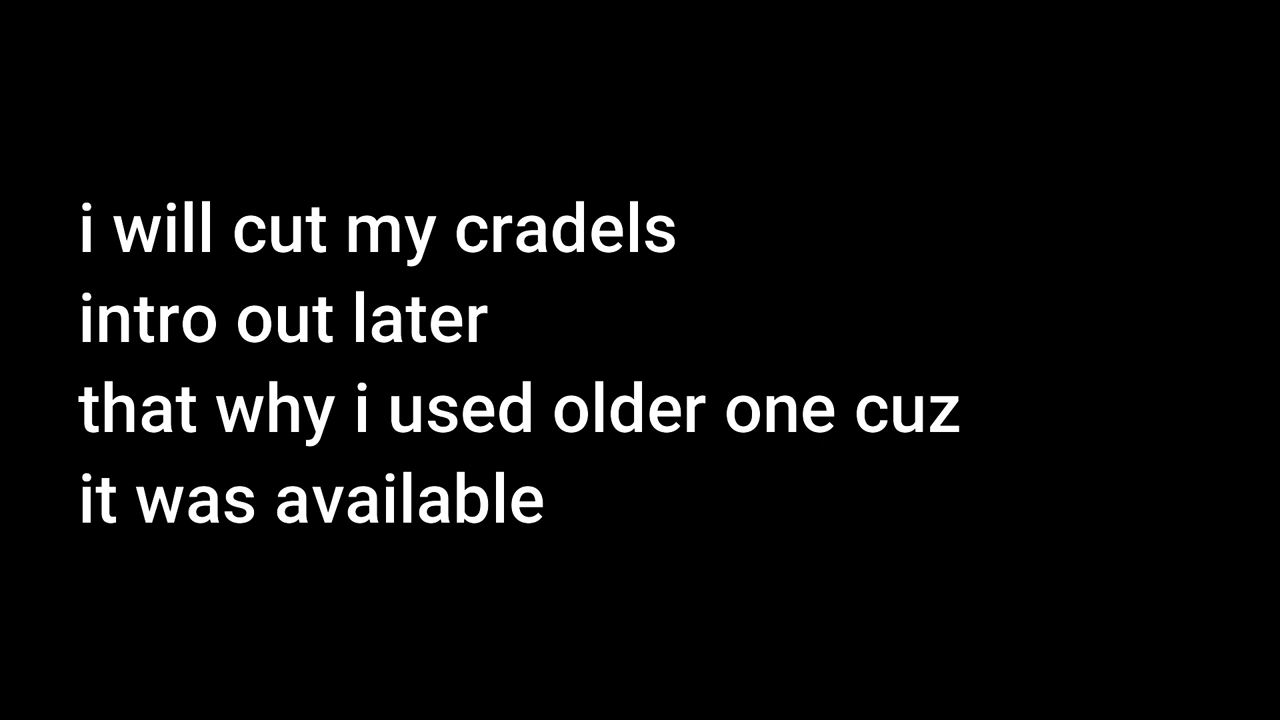 i will cut my cradels
intro out later
that why i used older one cuz
it was available